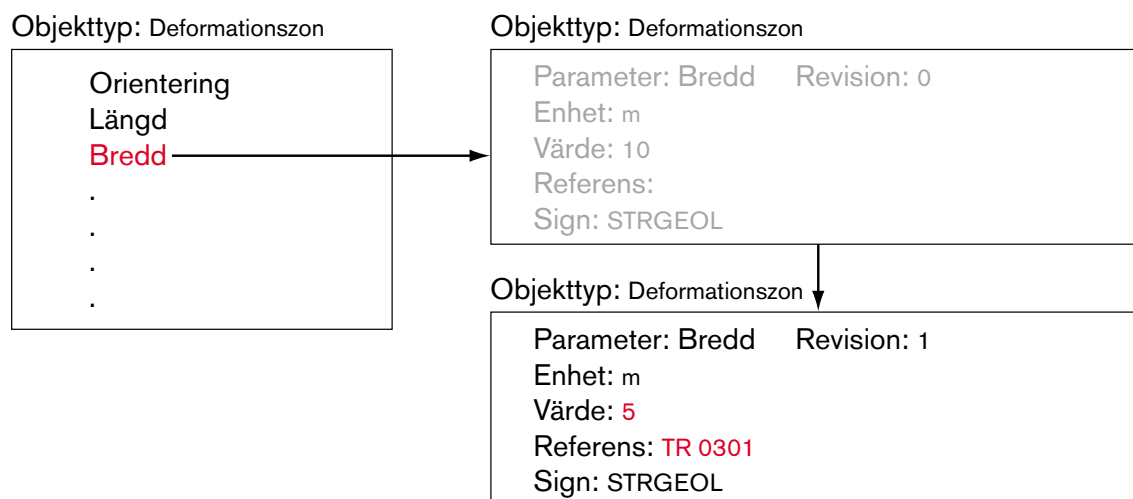 Objekttyp: Deformationszon
Orientering
Längd
Bredd
.
.
.
.
Objekttyp: Deformationszon
Parameter: Bredd Revision: 0
Enhet: m
Värde: 10
Referens:
Sign: STRGEOL
Objekttyp: Deformationszon
Parameter: Bredd Revision: 1
Enhet: m
Värde: 5
Referens: TR 0301
Sign: STRGEOL